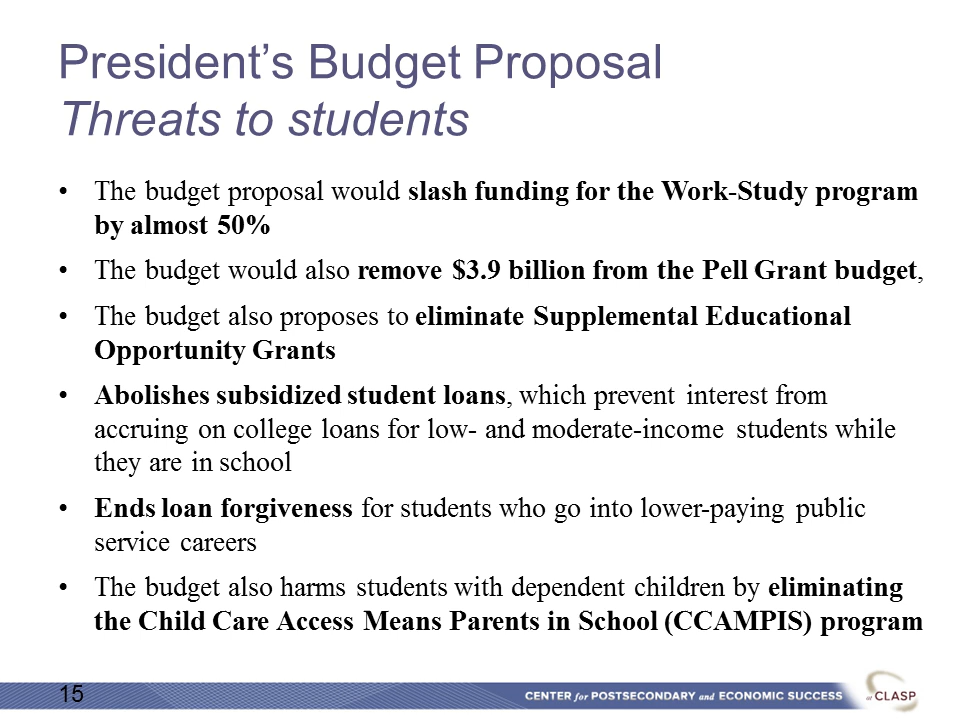 President’s Budget Proposal
Threats to students
• The budget proposal would slash funding for the Work-Study program
by almost 50%
• The budget would also remove $3.9 billion from the Pell Grant budget,
• The budget also proposes to eliminate Supplemental Educational
Opportunity Grants
• Abolishes subsidized student loans, which prevent interest from
accruing on college loans for low- and moderate-income students while
they are in school
• Ends loan forgiveness for students who go into lower-paying public
service careers
• The budget also harms students with dependent children by eliminating
the Child Care Access Means Parents in School (CCAMPIS) program
15
CENTER for POSTSECONDARY and ECONOMIC SUCCESS
at CLASP